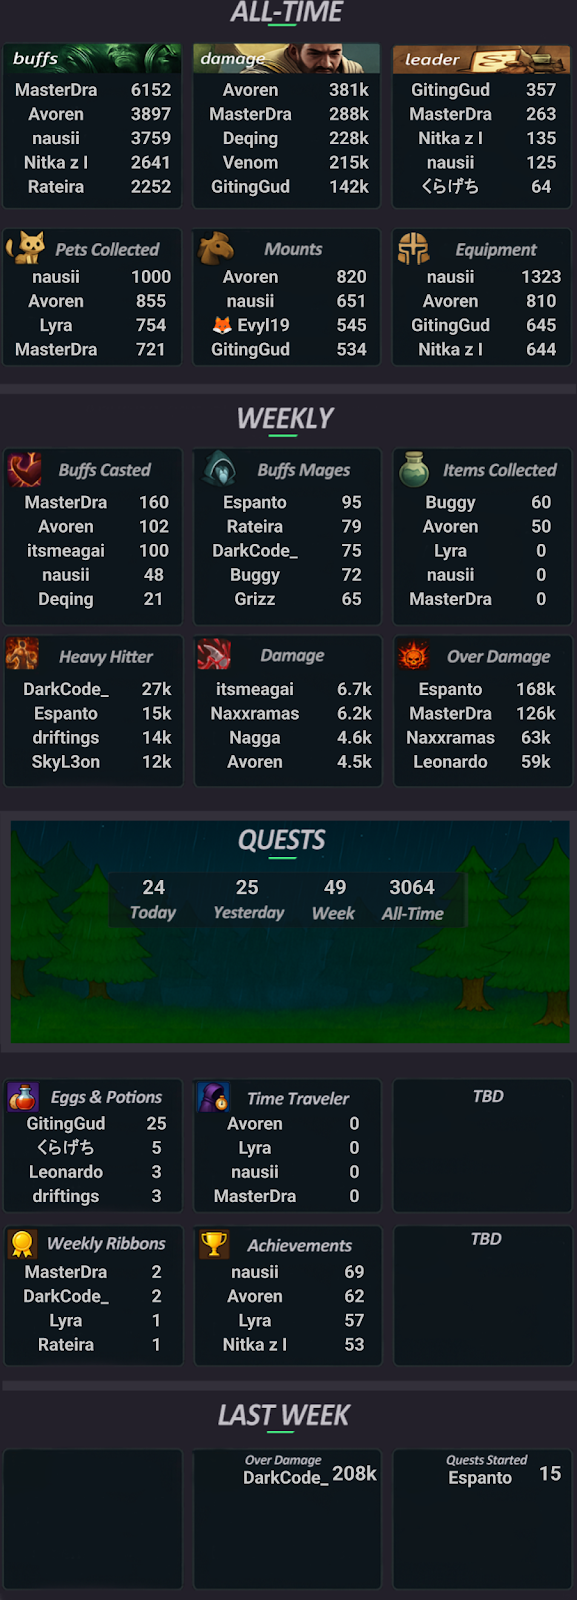 ALL-TIME
buffs
MasterDra 6152
Avoren 3897
nausii 3759
Nitka z I 2641
Rateira 2252
damage
Avoren 381k
MasterDra 288k
Deqing 228k
Venom 215k
GitingGud 142k
leader
GitingGud 357
MasterDra 263
Nitka z I 135
nausii 125
くらげち 64
Pets Collected
nausii 1000
Avoren 855
Lyra 754
MasterDra 721
Mounts
Avoren 820
nausii 651
🦊 Evyl19 545
GitingGud 534
Equipment
nausii 1323
Avoren 810
GitingGud 645
Nitka z I 644
WEEKLY
Buffs Casted
MasterDra 160
Avoren 102
itsmeagai 100
nausii 48
Deqing 21
Buffs Mages
Espanto 95
Rateira 79
DarkCode_ 75
Buggy 72
Grizz 65
Items Collected
Buggy 60
Avoren 50
Lyra 0
nausii 0
MasterDra 0
Heavy Hitter
DarkCode_ 27k
Espanto 15k
driftings 14k
SkyL3on 12k
Damage
itsmeagai 6.7k
Naxxramas 6.2k
Nagga 4.6k
Avoren 4.5k
Over Damage
Espanto 168k
MasterDra 126k
Naxxramas 63k
Leonardo 59k
QUESTS
24 25 49 3064
Today Yesterday Week All-Time
Eggs & Potions
GitingGud 25
くらげち 5
Leonardo 3
driftings 3
Time Traveler
Avoren 0
Lyra 0
nausii 0
MasterDra 0
TBD
Weekly Ribbons
MasterDra 2
DarkCode_ 2
Lyra 1
Rateira 1
Achievements
nausii 69
Avoren 62
Lyra 57
Nitka z I 53
TBD
LAST WEEK
Over Damage
DarkCode_ 208k
Quests Started
Espanto 15